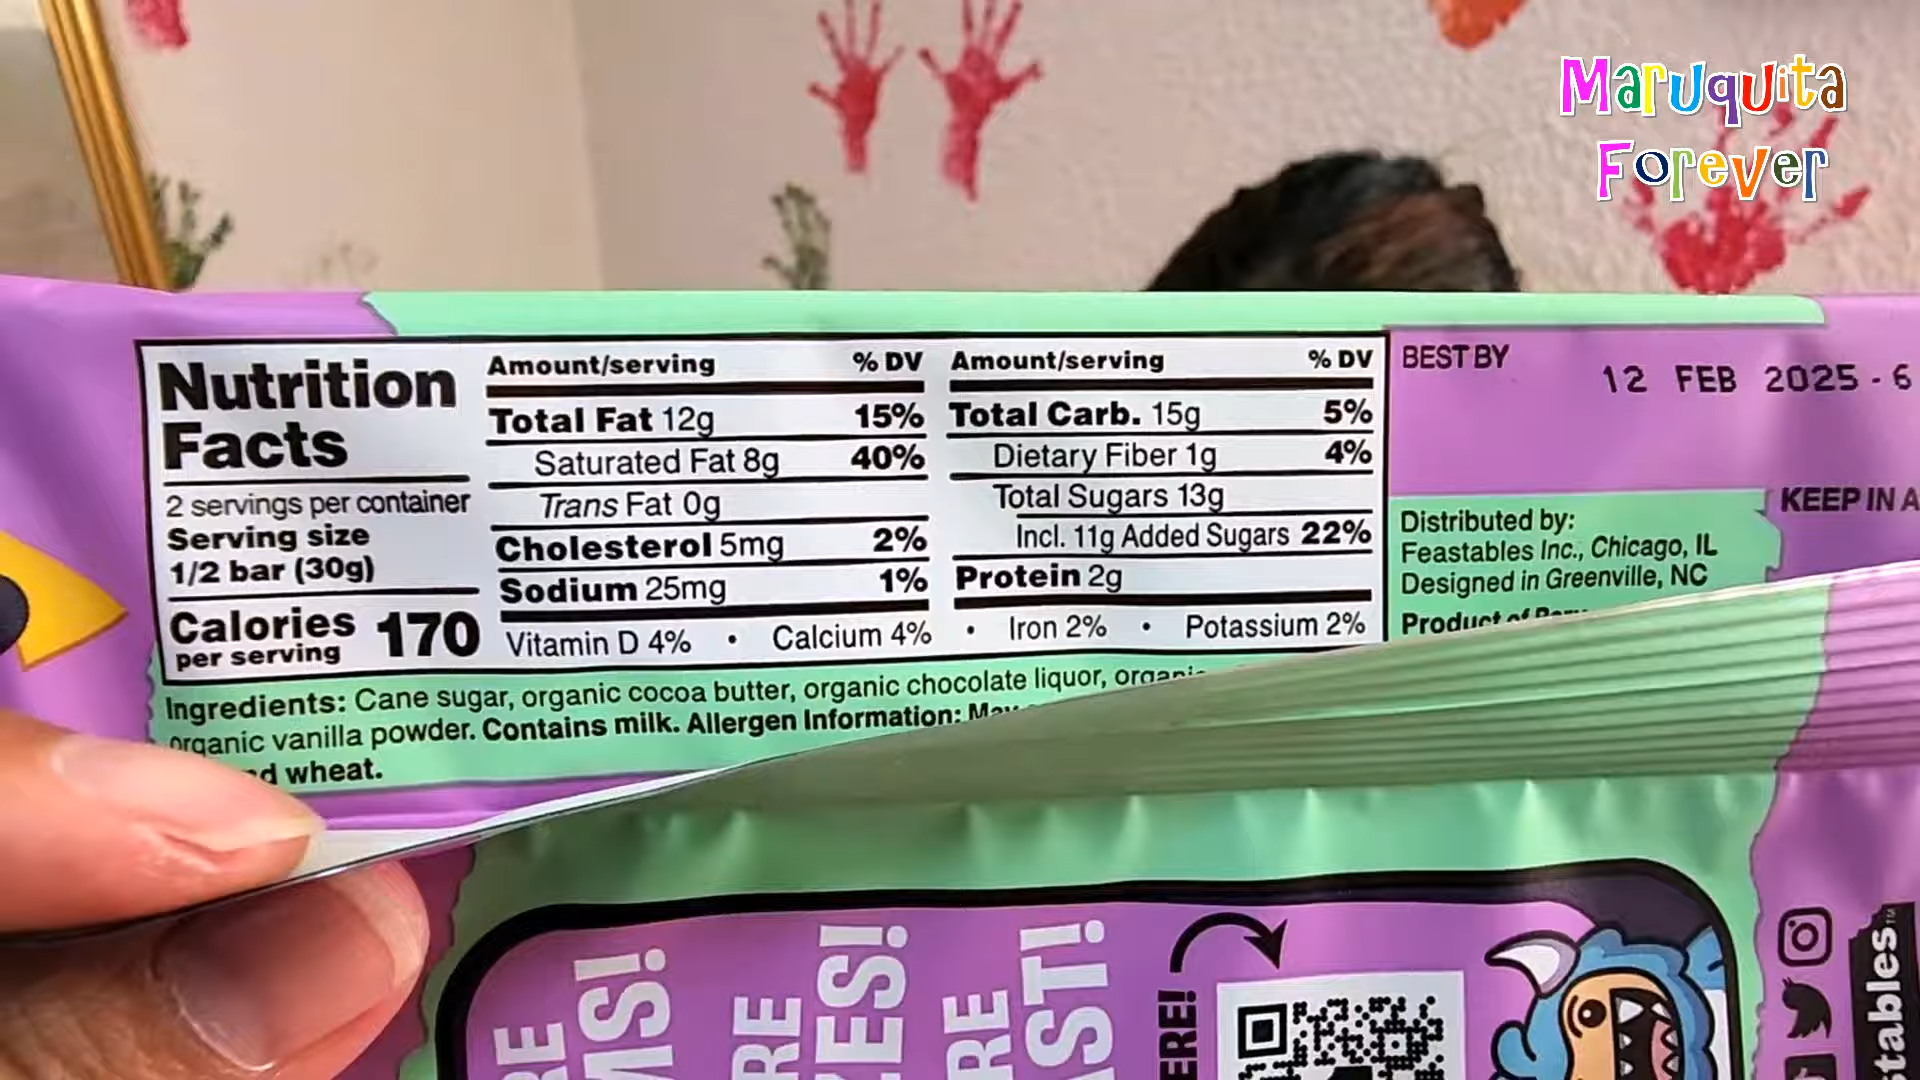 Maruquita
Forever
Nutrition
Facts
2 servings per container
Serving size
1/2 bar (30g)
Calories 170
per serving
Amount/serving % DV
Total Fat 12g 15%
Saturated Fat 8g 40%
Trans Fat 0g
Cholesterol 5mg 2%
Sodium 25mg 1%
Amount/serving % DV
Total Carb. 15g 5%
Dietary Fiber 1g 4%
Total Sugars 13g
Incl. 11g Added Sugars 22%
Protein 2g
Vitamin D 4% • Calcium 4% • Iron 2% • Potassium 2%
Ingredients: Cane sugar, organic cocoa butter, organic chocolate liquor,
organic vanilla powder. Contains milk. Allergen Information:
wheat.
BEST BY
12 FEB 2025 - 6
KEEP IN A
Distributed by:
Feastables Inc., Chicago, IL
Designed in Greenville, NC
Product of